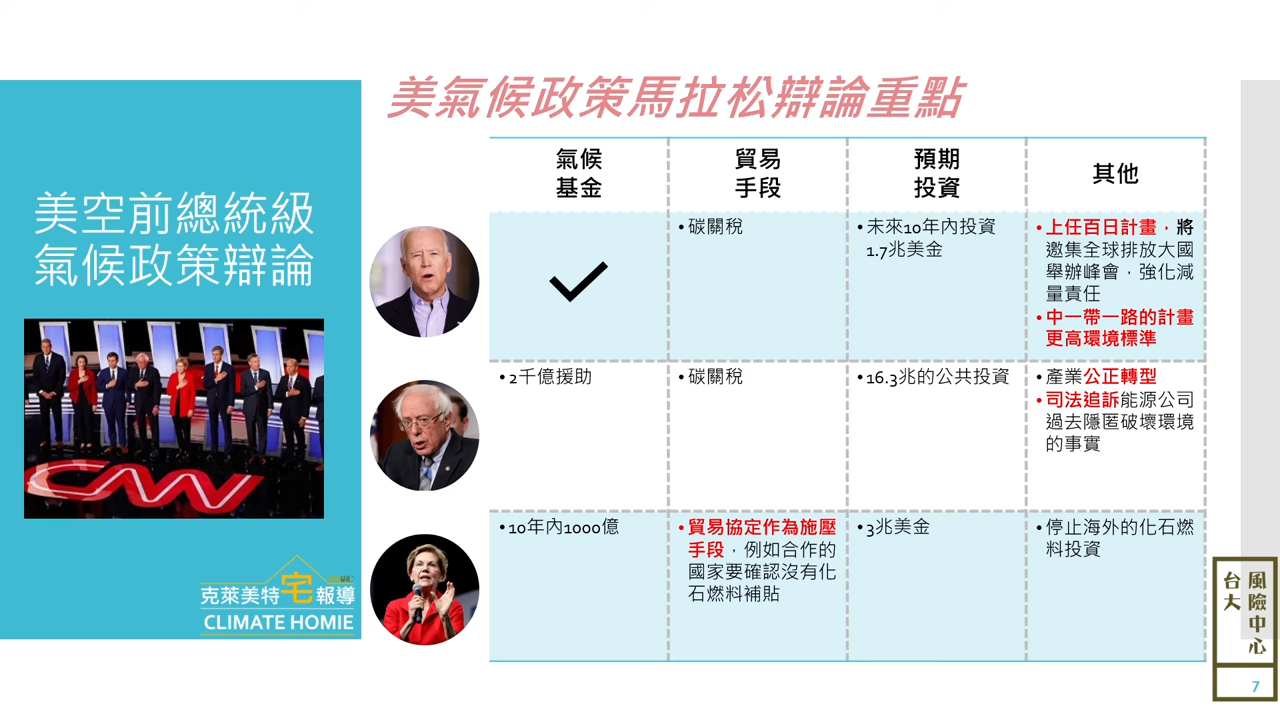 美氣候政策馬拉松辯論重點
美空前總統級
氣候政策辯論
CNN
克萊美特宅報導
CLIMATE HOMIE
氣候
基金
貿易
手段
預期
投資
其他
•碳關稅
•未來10年內投資
1.7兆美金
•上任百日計畫，將
邀集全球排放大國
舉辦峰會，強化減
量責任
•中一帶一路的計畫
更高環境標準
•2千億援助
•碳關稅
•16.3兆的公共投資
•產業公正轉型
•司法追訴能源公司
過去隱匿破壞環境
的事實
•10年內1000億
•貿易協定作為施壓
手段，例如合作的
國家要確認沒有化
石燃料補貼
•3兆美金
•停止海外的化石燃
料投資
台大
風險中心
7